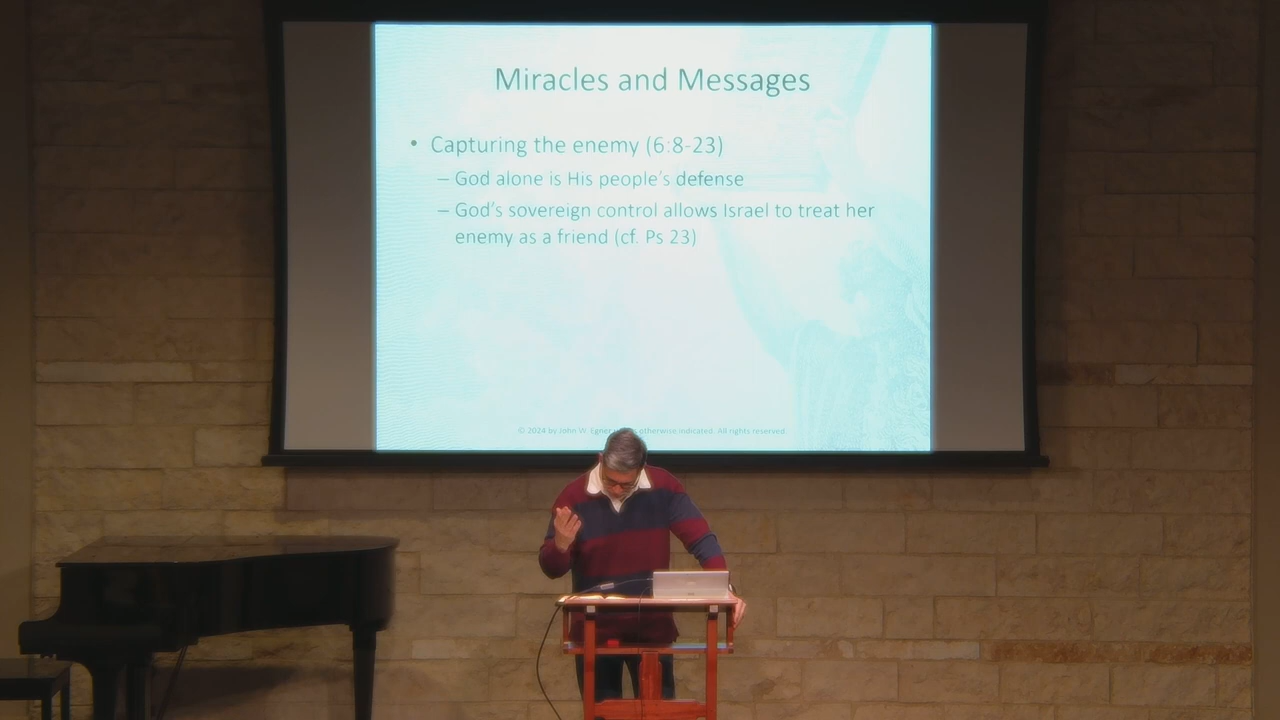 Miracles and Messages
• Capturing the enemy (6:8-23)
– God alone is His people's defense
– God's sovereign control allows Israel to treat her
enemy as a friend (cf. Ps 23)
© 2024 by John W. Egner otherwise indicated. All rights reserved.